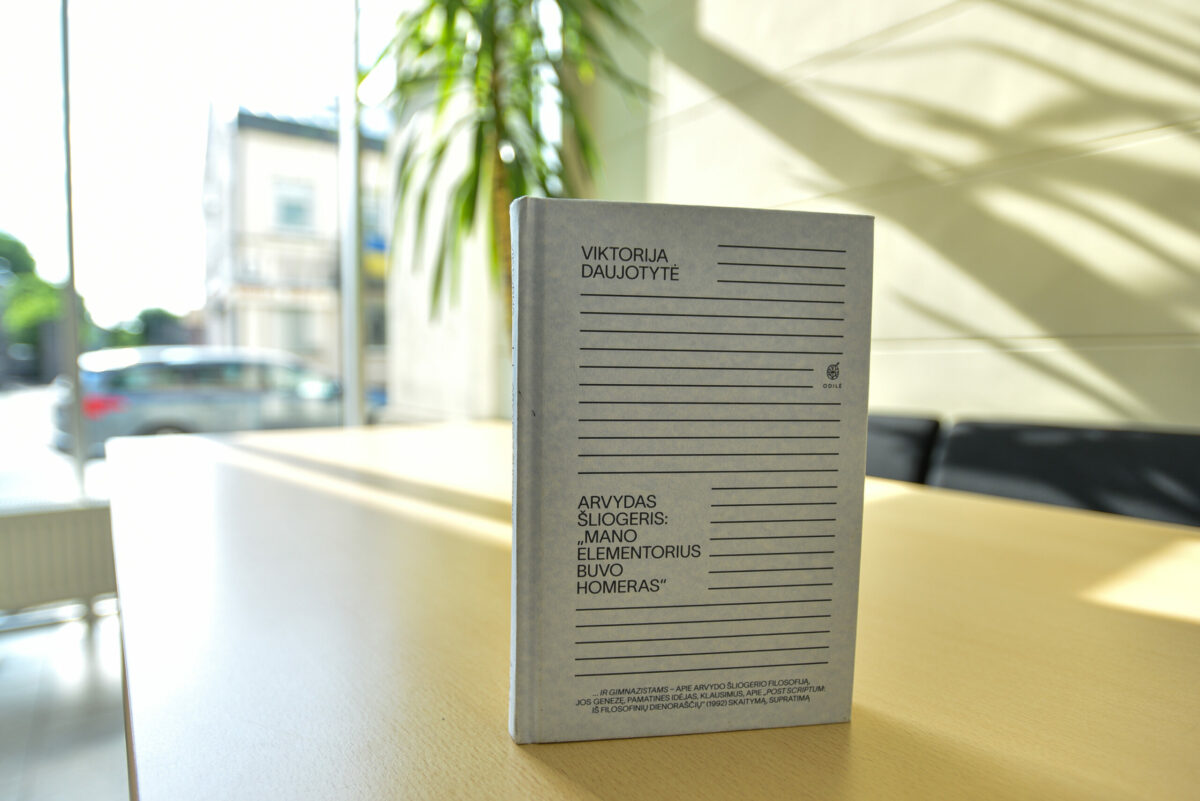 VIKTORIJA
DAUJOTYTĖ
ODILĖ
ARVYDAS
ŠLIOGERIS:
„MANO
ELEMENTORIUS
BUVO
HOMERAS“
... IR GIMNAZISTAMS – APIE ARVYDO ŠLIOGERIO FILOSOFIJĄ,
JOS GENEZĘ, PAMATINES IDĖJAS, KLAUSIMUS, APIE „POST SCRIPTUM:
IŠ FILOSOFINIŲ DIENORAŠČIŲ“ (1992) SKAITYMĄ, SUPRATIMĄ